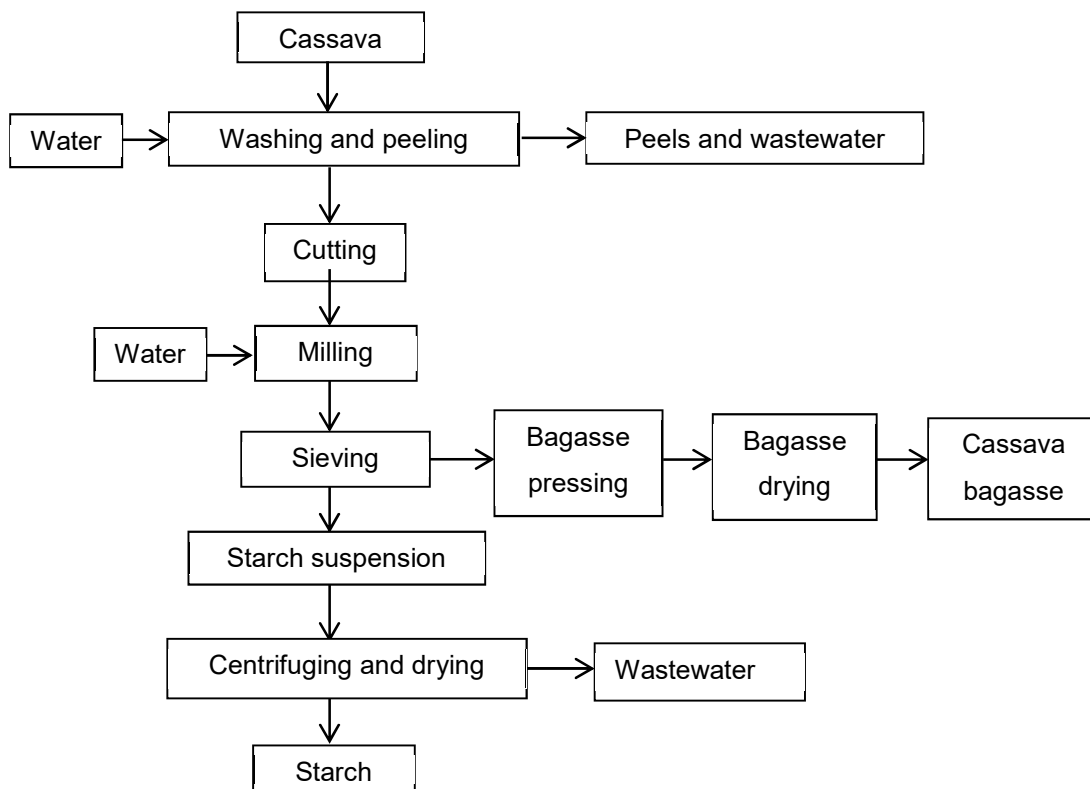 Cassava
Water
Washing and peeling
Peels and wastewater
Cutting
Water
Milling
Sieving
Bagasse
pressing
Bagasse
drying
Cassava
bagasse
Starch suspension
Centrifuging and drying
Wastewater
Starch